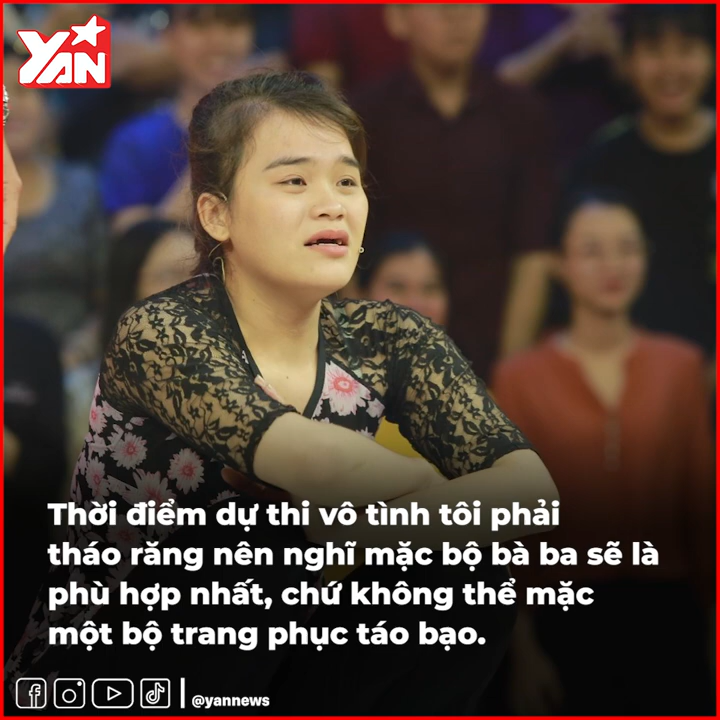 YAN
Thời điểm dự thi vô tình tôi phải
tháo răng nên nghĩ mặc bộ bà ba sẽ là
phù hợp nhất, chứ không thể mặc
một bộ trang phục táo bạo.
@yannews